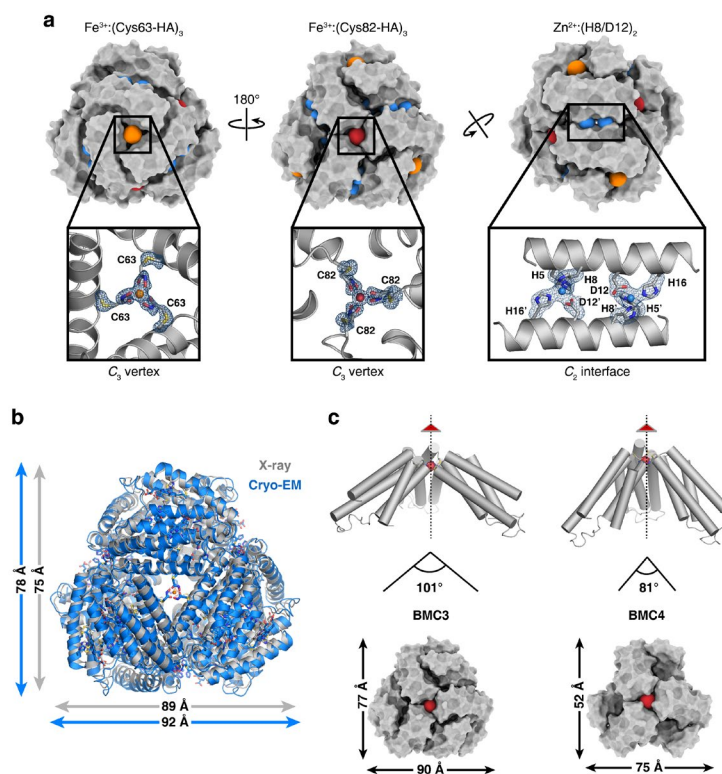 a
Fe³⁺:(Cys63-HA)₃
Fe³⁺:(Cys82-HA)₃
Zn²⁺:(H8/D12)₂
180°
C63
C63
C63
C₃ vertex
C82
C82
C82
C₃ vertex
H5
H8
D12
H16
H16'
D12'
H8'
H5'
C₂ interface
b
X-ray
Cryo-EM
78 Å
75 Å
89 Å
92 Å
c
101°
81°
BMC3
BMC4
77 Å
90 Å
52 Å
75 Å